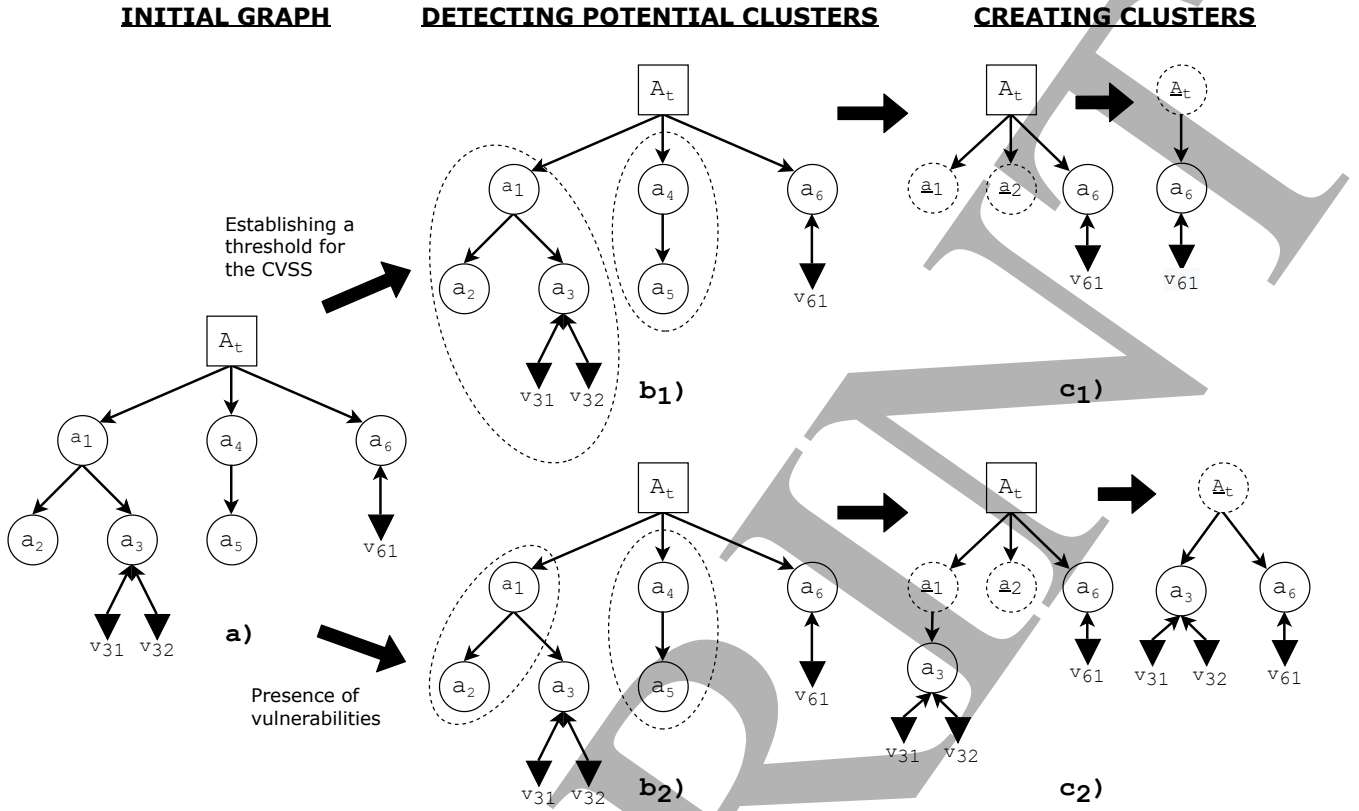 INITIAL GRAPH
DETECTING POTENTIAL CLUSTERS
CREATING CLUSTERS
Establishing a
threshold for
the CVSS
Presence of
vulnerabilities
At
a1
a4
a6
a2
a3
a5
v61
v31 v32
a)
At
a1
a4
a6
a2
a3
a5
v61
v31 v32
b1)
At
a1
a2
a6
v61
At
a6
v61
c1)
At
a1
a4
a6
a2
a3
a5
v61
v31 v32
b2)
At
a1
a2
a6
a3
v61
v31 v32
At
a3
a6
v31 v32
v61
c2)